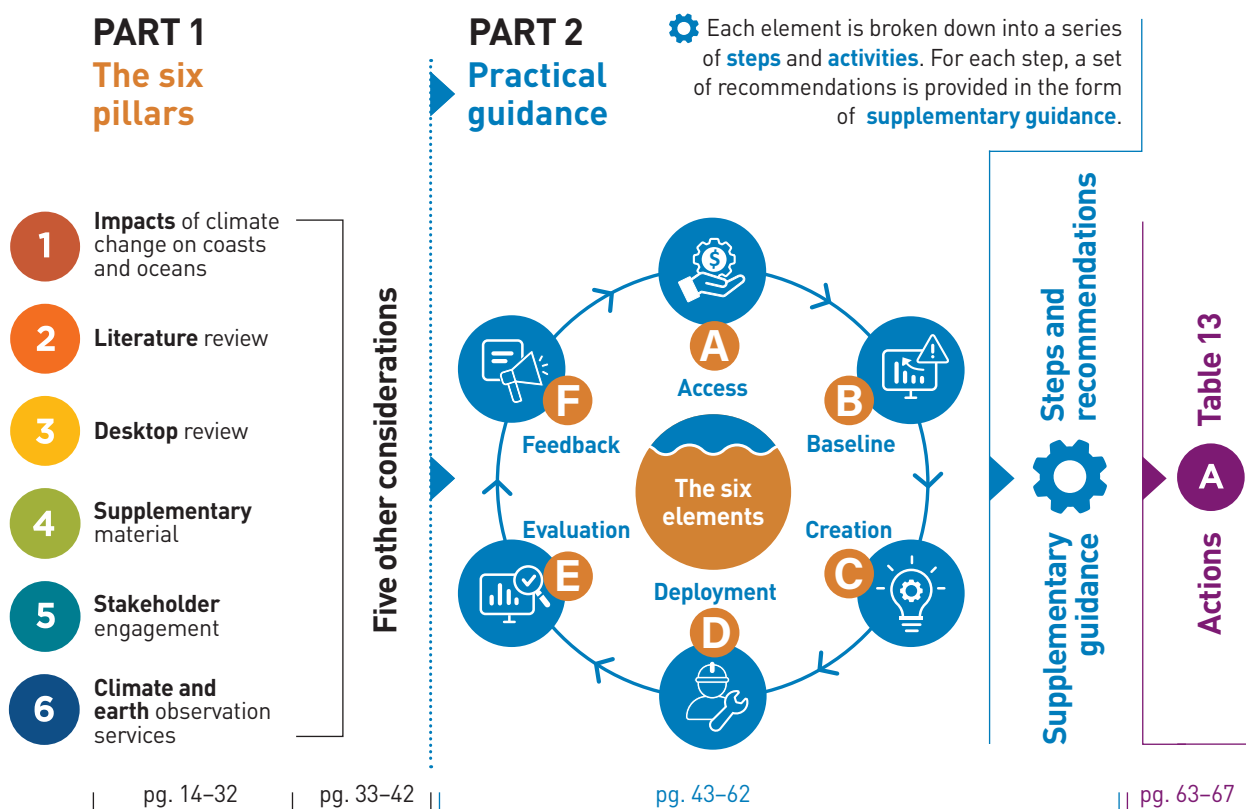 PART 1
The six
pillars
PART 2
Practical
guidance
Each element is broken down into a series
of steps and activities. For each step, a set
of recommendations is provided in the form
of supplementary guidance.
1
Impacts of climate
change on coasts
and oceans
2
Literature review
3
Desktop review
4
Supplementary
material
5
Stakeholder
engagement
6
Climate and
earth observation
services
Five other considerations
$
A
Access
B
Baseline
C
Creation
D
Deployment
E
Evaluation
F
Feedback
The six
elements
Steps and
recommendations
Supplementary
guidance
Table 13
A
Actions
pg. 14–32
pg. 33–42
pg. 43–62
pg. 63–67